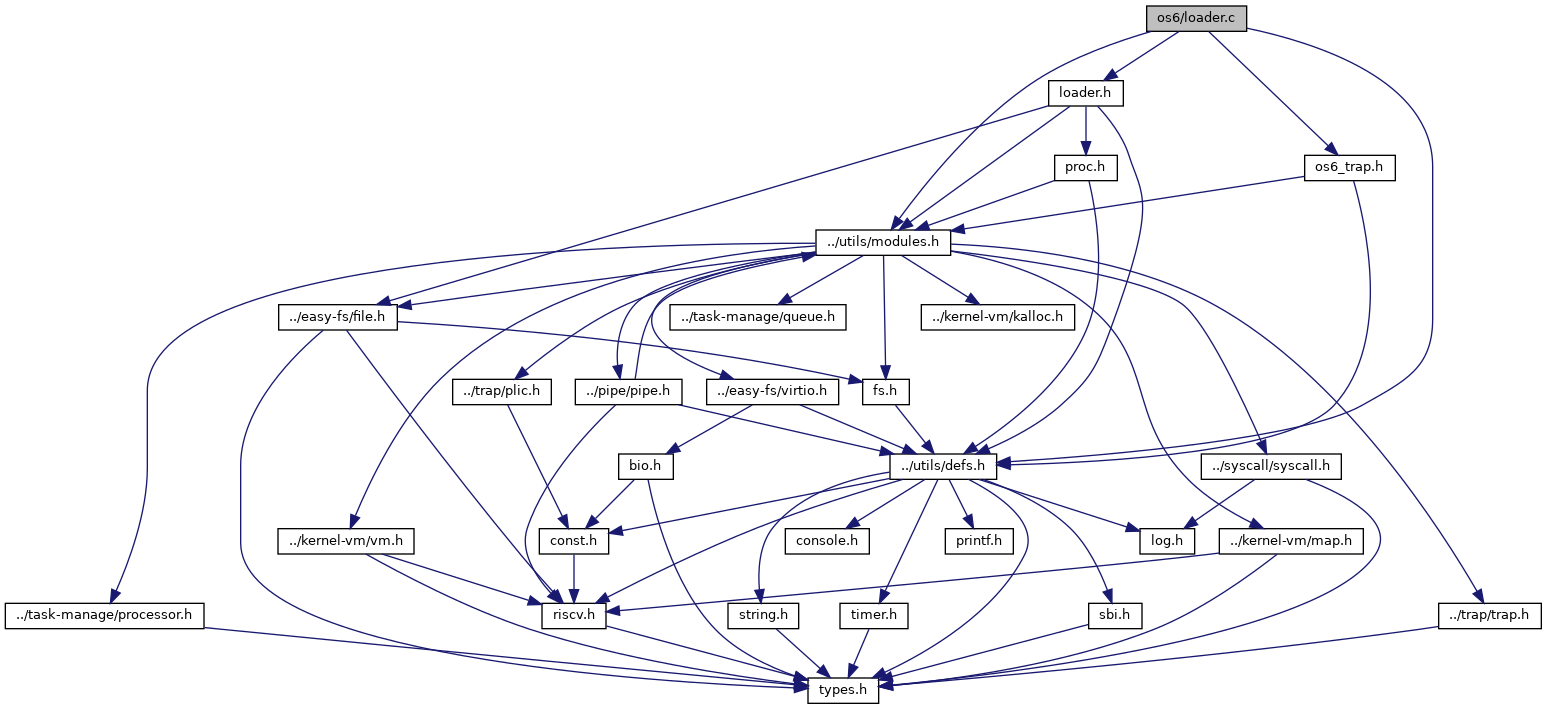 os6/loader.c
loader.h
proc.h
os6_trap.h
../utils/modules.h
../easy-fs/file.h
../task-manage/queue.h
../kernel-vm/kalloc.h
../trap/plic.h
../pipe/pipe.h
../easy-fs/virtio.h
fs.h
bio.h
../utils/defs.h
../syscall/syscall.h
../kernel-vm/vm.h
const.h
console.h
printf.h
log.h
../kernel-vm/map.h
../task-manage/processor.h
riscv.h
string.h
timer.h
sbi.h
../trap/trap.h
types.h